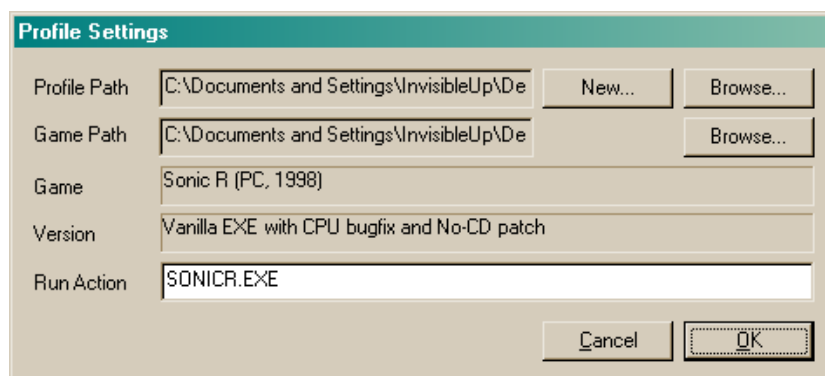 Profile Settings
Profile Path C:\Documents and Settings\InvisibleUp\De New... Browse...
Game Path C:\Documents and Settings\InvisibleUp\De Browse...
Game Sonic R (PC, 1998)
Version Vanilla EXE with CPU bugfix and No-CD patch
Run Action SONICR.EXE
Cancel OK